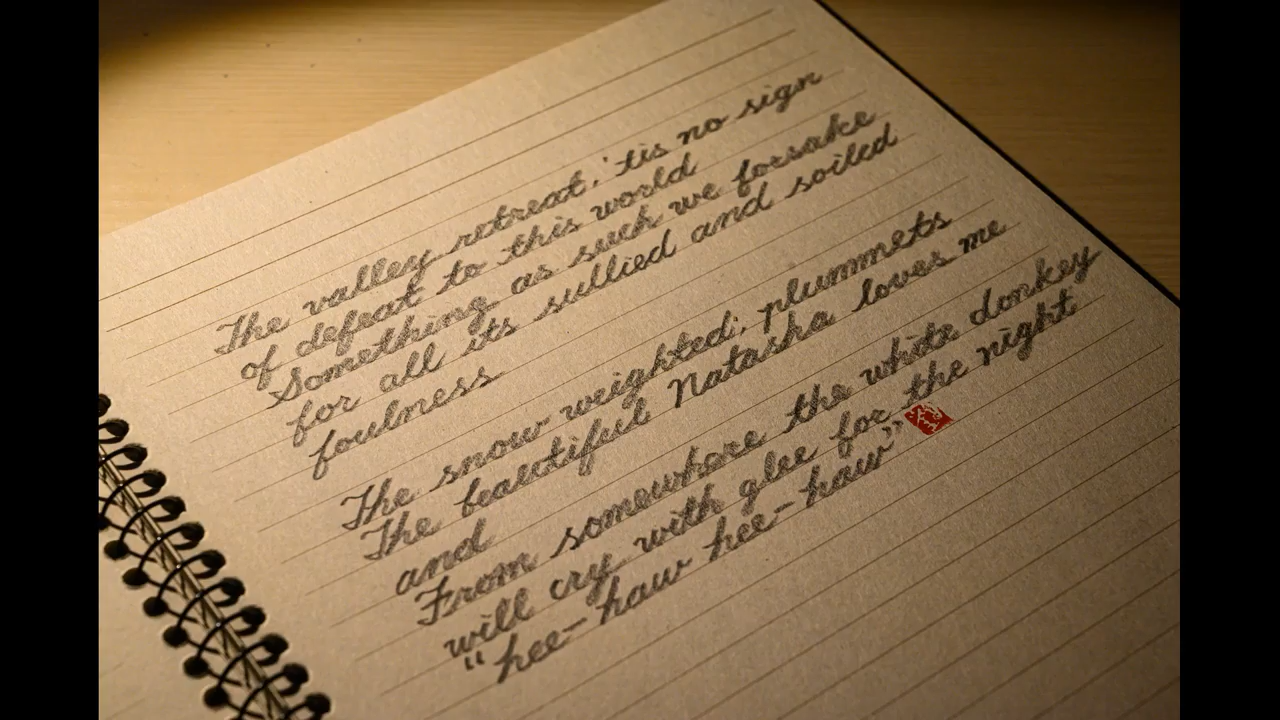 The valley retreat, 'tis no sign
of defeat to this world
Something as such we forsake
for all its sullied and soiled
foulness
The snow weighted, plummets
The beautiful Natasha loves me
and
From somewhere the white donkey
will cry with glee for the night
"hee-haw hee-haw"